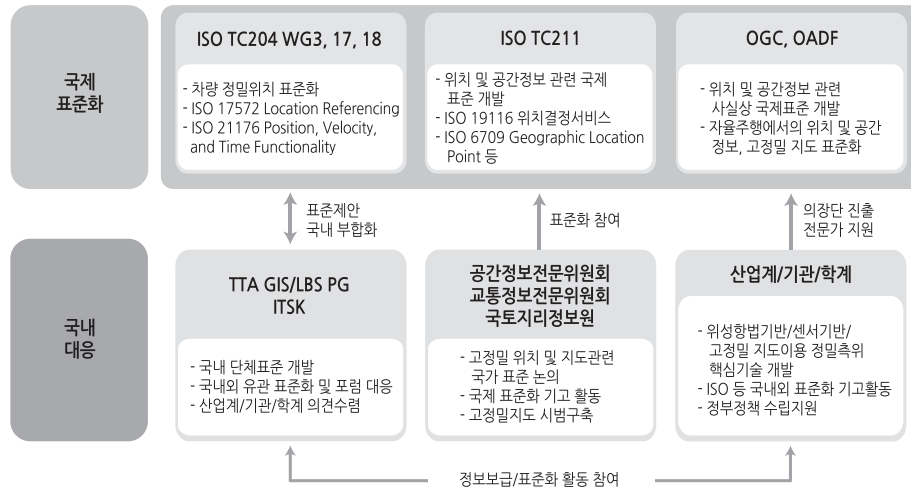 국제
표준화
ISO TC204 WG3, 17, 18
- 차량 정밀위치 표준화
- ISO 17572 Location Referencing
- ISO 21176 Position, Velocity,
and Time Functionality
ISO TC211
- 위치 및 공간정보 관련 국제
표준 개발
- ISO 19116 위치결정서비스
- ISO 6709 Geographic Location
Point 등
OGC, OADF
- 위치 및 공간정보 관련
사실상 국제표준 개발
- 자율주행에서의 위치 및 공간
정보, 고정밀 지도 표준화
표준제안
국내 부합화
표준화 참여
의장단 진출
전문가 지원
국내
대응
TTA GIS/LBS PG
ITSK
- 국내 단체표준 개발
- 국내외 유관 표준화 및 포럼 대응
- 산업계/기관/학계 의견수렴
공간정보전문위원회
교통정보전문위원회
국토지리정보원
- 고정밀 위치 및 지도관련
국가 표준 논의
- 국제 표준화 기고 활동
- 고정밀지도 시범구축
산업계/기관/학계
- 위성항법기반/센서기반/
고정밀 지도이용 정밀측위
핵심기술 개발
- ISO 등 국내외 표준화 기고활동
- 정부정책 수립지원
정보보급/표준화 활동 참여